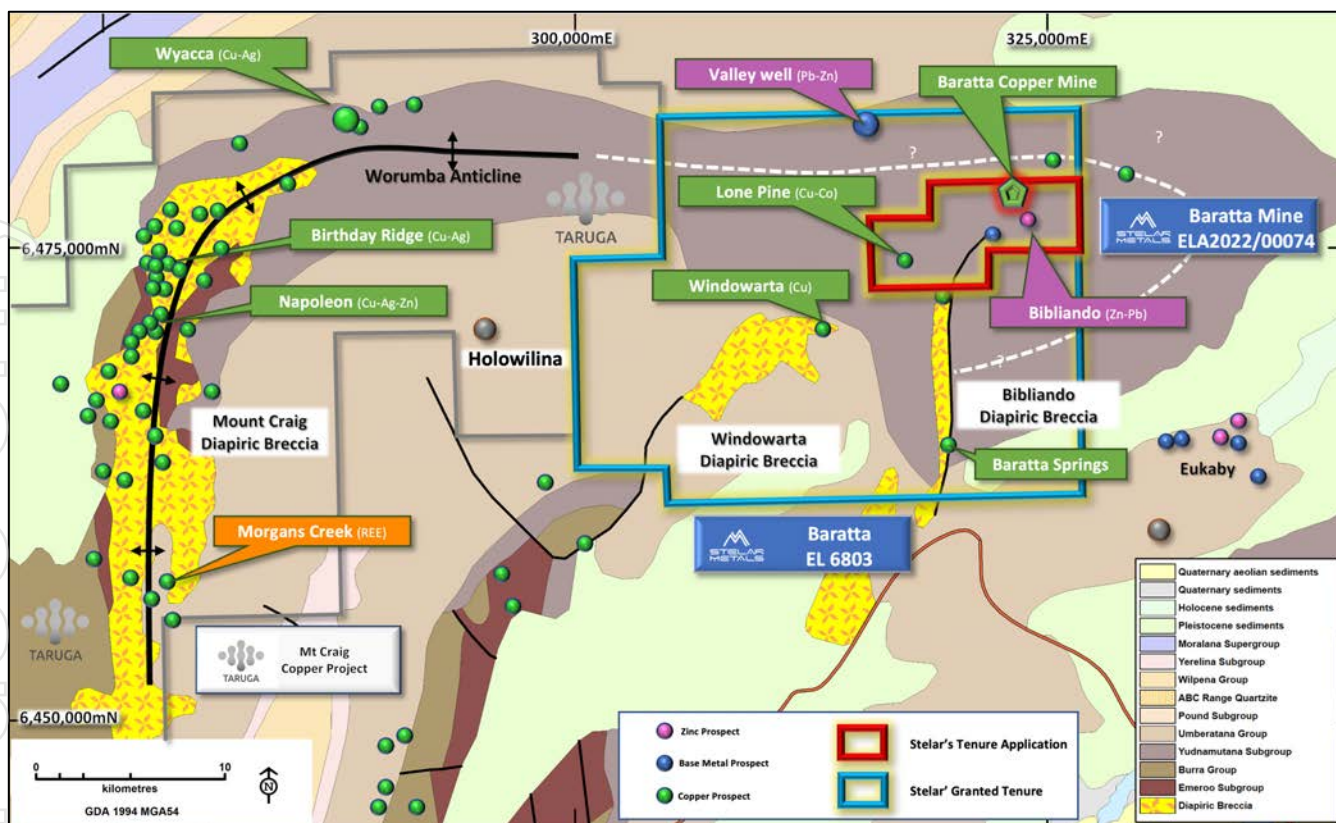 300,000mE
325,000mE
Wyacca (Cu-Ag)
Valley well (Pb-Zn)
Baratta Copper Mine
?
?
Worumba Anticline
TARUGA
Lone Pine (Cu-Co)
STELAR
METALS
Baratta Mine
ELA2022/00074
6,475,000mN
Birthday Ridge (Cu-Ag)
Napoleon (Cu-Ag-Zn)
Windowarta (Cu)
Bibliando (Zn-Pb)
Holowilina
?
Mount Craig
Diapiric Breccia
Windowarta
Diapiric Breccia
Bibliando
Diapiric Breccia
Baratta Springs
Eukaby
Morgans Creek (REE)
STELAR
METALS
Baratta
EL 6803
TARUGA
TARUGA
Mt Craig
Copper Project
6,450,000mN
0
10
kilometres
N
GDA 1994 MGA54
Zinc Prospect
Base Metal Prospect
Copper Prospect
Stelar's Tenure Application
Stelar' Granted Tenure
Quaternary aeolian sediments
Quaternary sediments
Holocene sediments
Pleistocene sediments
Moralana Supergroup
Yerelina Subgroup
Wilpena Group
ABC Range Quartzite
Pound Subgroup
Umberatana Group
Yudnamutana Subgroup
Burra Group
Emeroo Subgroup
Diapiric Breccia